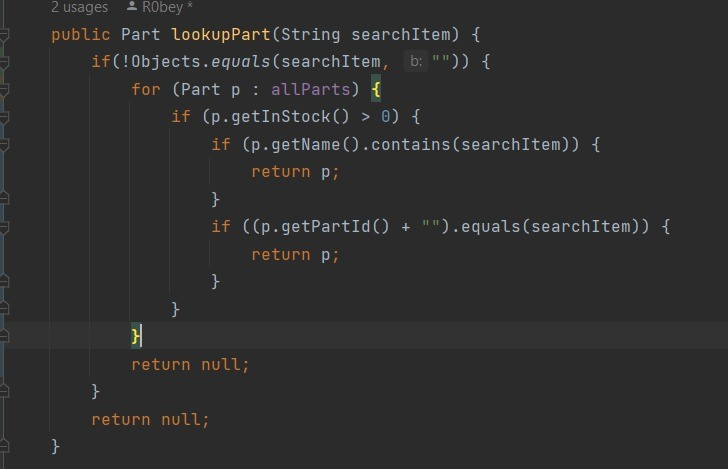 2 usages R0bey *
public Part lookupPart(String searchItem) {
if(!Objects.equals(searchItem, b: "")) {
for (Part p : allParts) {
if (p.getInStock() > 0) {
if (p.getName().contains(searchItem)) {
return p;
}
if ((p.getPartId() + "").equals(searchItem)) {
return p;
}
}
}
return null;
}
return null;
}